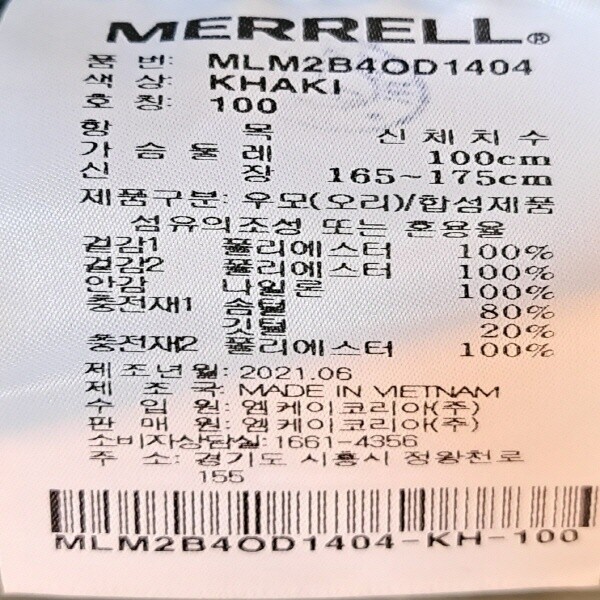 MERRELL®
품 번: MLM2B4OD1404
색 상: KHAKI
호 칭: 100
항 목 신체치수
가슴둘레 100cm
신 장 165~175cm
제품구분: 우모(오리)/합섬제품
섬유의조성 또는 혼용율
겉감1 폴리에스터 100%
겉감2 폴리에스터 100%
안감 나일론 100%
충전재1 솜털 80%
깃털 20%
충전재2 폴리에스터 100%
제조년월: 2021.06
제 조 국: MADE IN VIETNAM
수 입 원: 엠케이코리아(주)
판 매 원: 엠케이코리아(주)
소비자상담실: 1661-4356
주 소: 경기도 시흥시 정왕천로
155
MLM2B4OD1404-KH-100